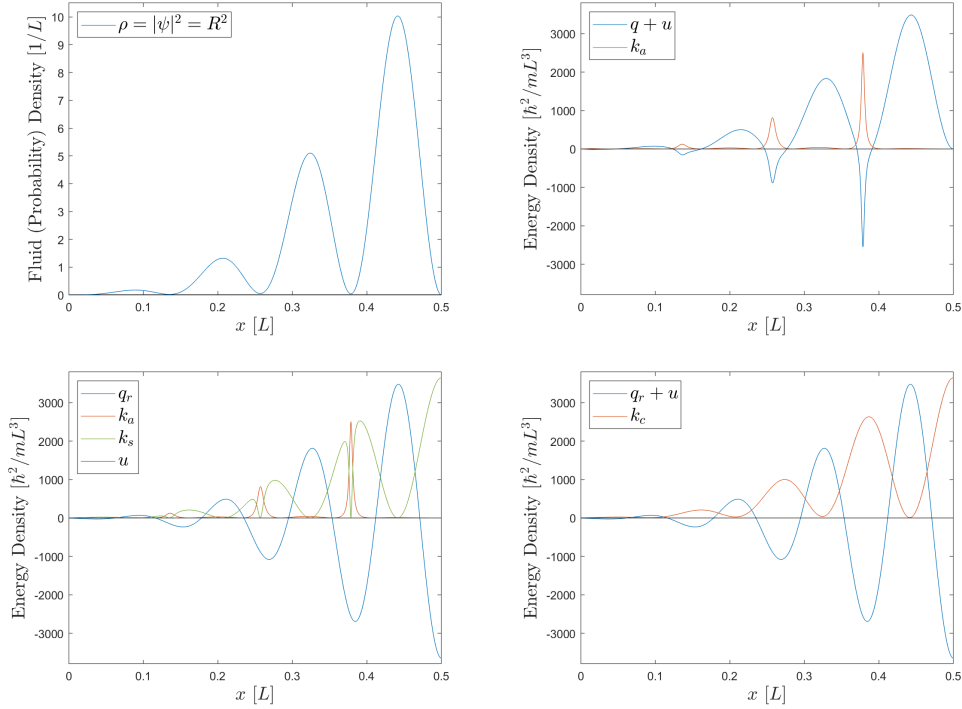 ρ = |ψ|² = R²
Fluid (Probability) Density [1/L]
10
9
8
7
6
5
4
3
2
1
0
0 0.1 0.2 0.3 0.4 0.5
x [L]
q + u
k_a
Energy Density [ħ²/mL³]
3000
2000
1000
0
-1000
-2000
-3000
0 0.1 0.2 0.3 0.4 0.5
x [L]
q_r
k_a
k_s
u
Energy Density [ħ²/mL³]
3000
2000
1000
0
-1000
-2000
-3000
0 0.1 0.2 0.3 0.4 0.5
x [L]
q_r + u
k_c
Energy Density [ħ²/mL³]
3000
2000
1000
0
-1000
-2000
-3000
0 0.1 0.2 0.3 0.4 0.5
x [L]